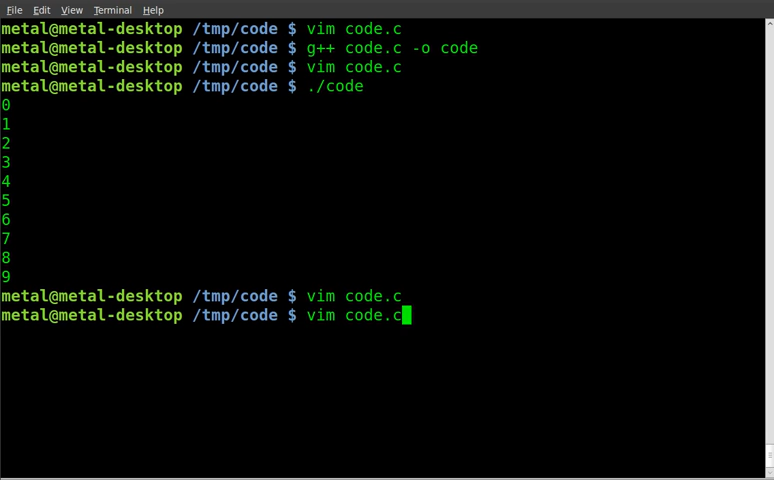 File Edit View Terminal Help
metal@metal-desktop /tmp/code $ vim code.c
metal@metal-desktop /tmp/code $ g++ code.c -o code
metal@metal-desktop /tmp/code $ vim code.c
metal@metal-desktop /tmp/code $ ./code
0
1
2
3
4
5
6
7
8
9
metal@metal-desktop /tmp/code $ vim code.c
metal@metal-desktop /tmp/code $ vim code.c